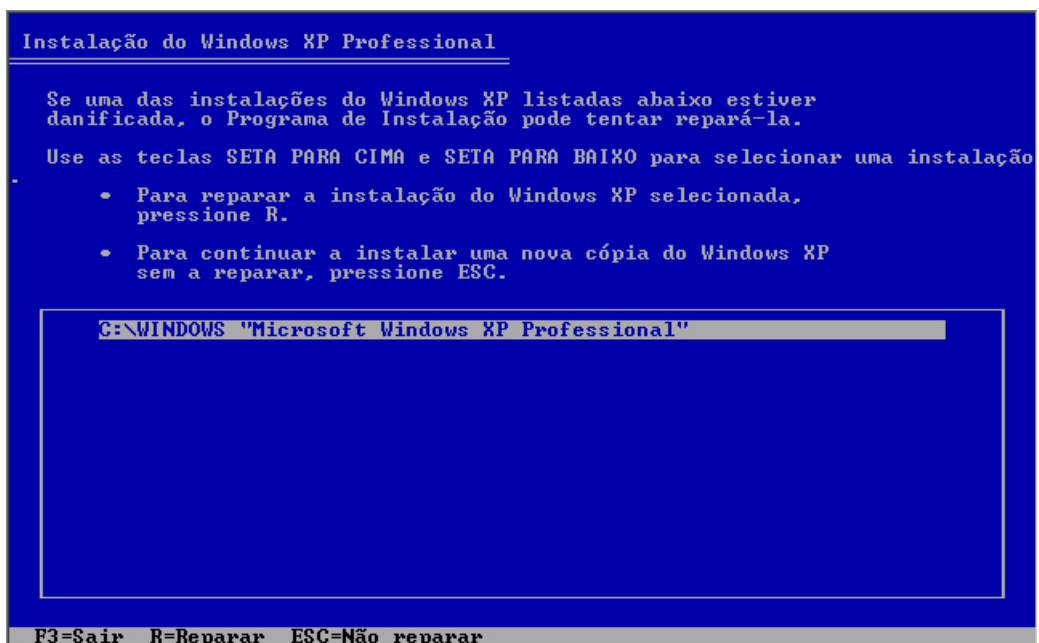 Instalação do Windows XP Professional
Se uma das instalações do Windows XP listadas abaixo estiver
danificada, o Programa de Instalação pode tentar repará-la.
Use as teclas SETA PARA CIMA e SETA PARA BAIXO para selecionar uma instalação
.
• Para reparar a instalação do Windows XP selecionada,
pressione R.
• Para continuar a instalar uma nova cópia do Windows XP
sem a reparar, pressione ESC.
C:\WINDOWS "Microsoft Windows XP Professional"
F3=Sair R=Reparar ESC=Não reparar